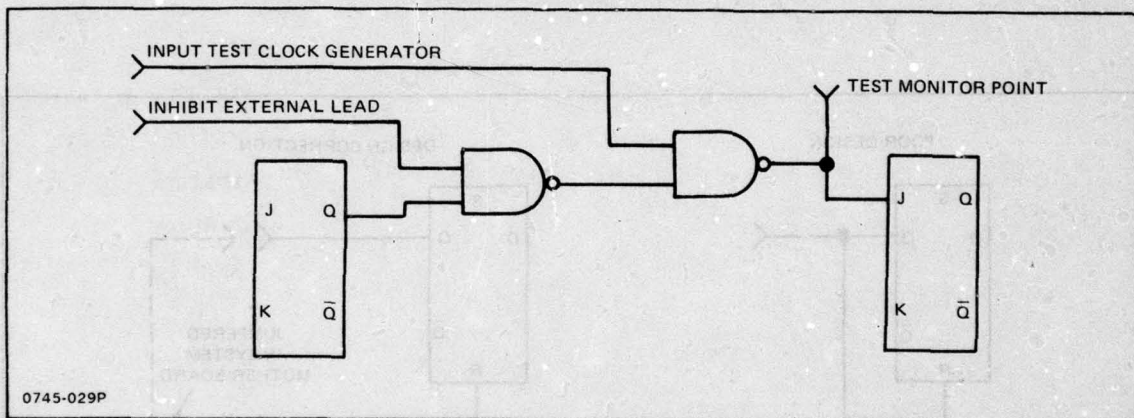 INPUT TEST CLOCK GENERATOR
TEST MONITOR POINT
INHIBIT EXTERNAL LEAD
J Q
K Q̅
J Q
K Q̅
0745-029P